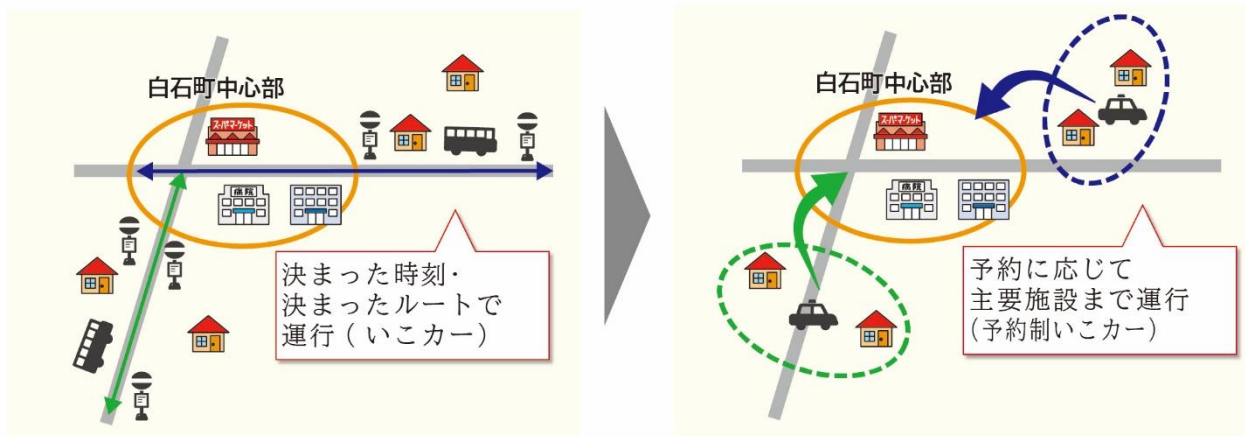 白石町中心部
スーパーマーケット
病院
決まった時刻・
決まったルートで
運行(いこカー)
白石町中心部
スーパーマーケット
病院
予約に応じて
主要施設まで運行
(予約制いこカー)